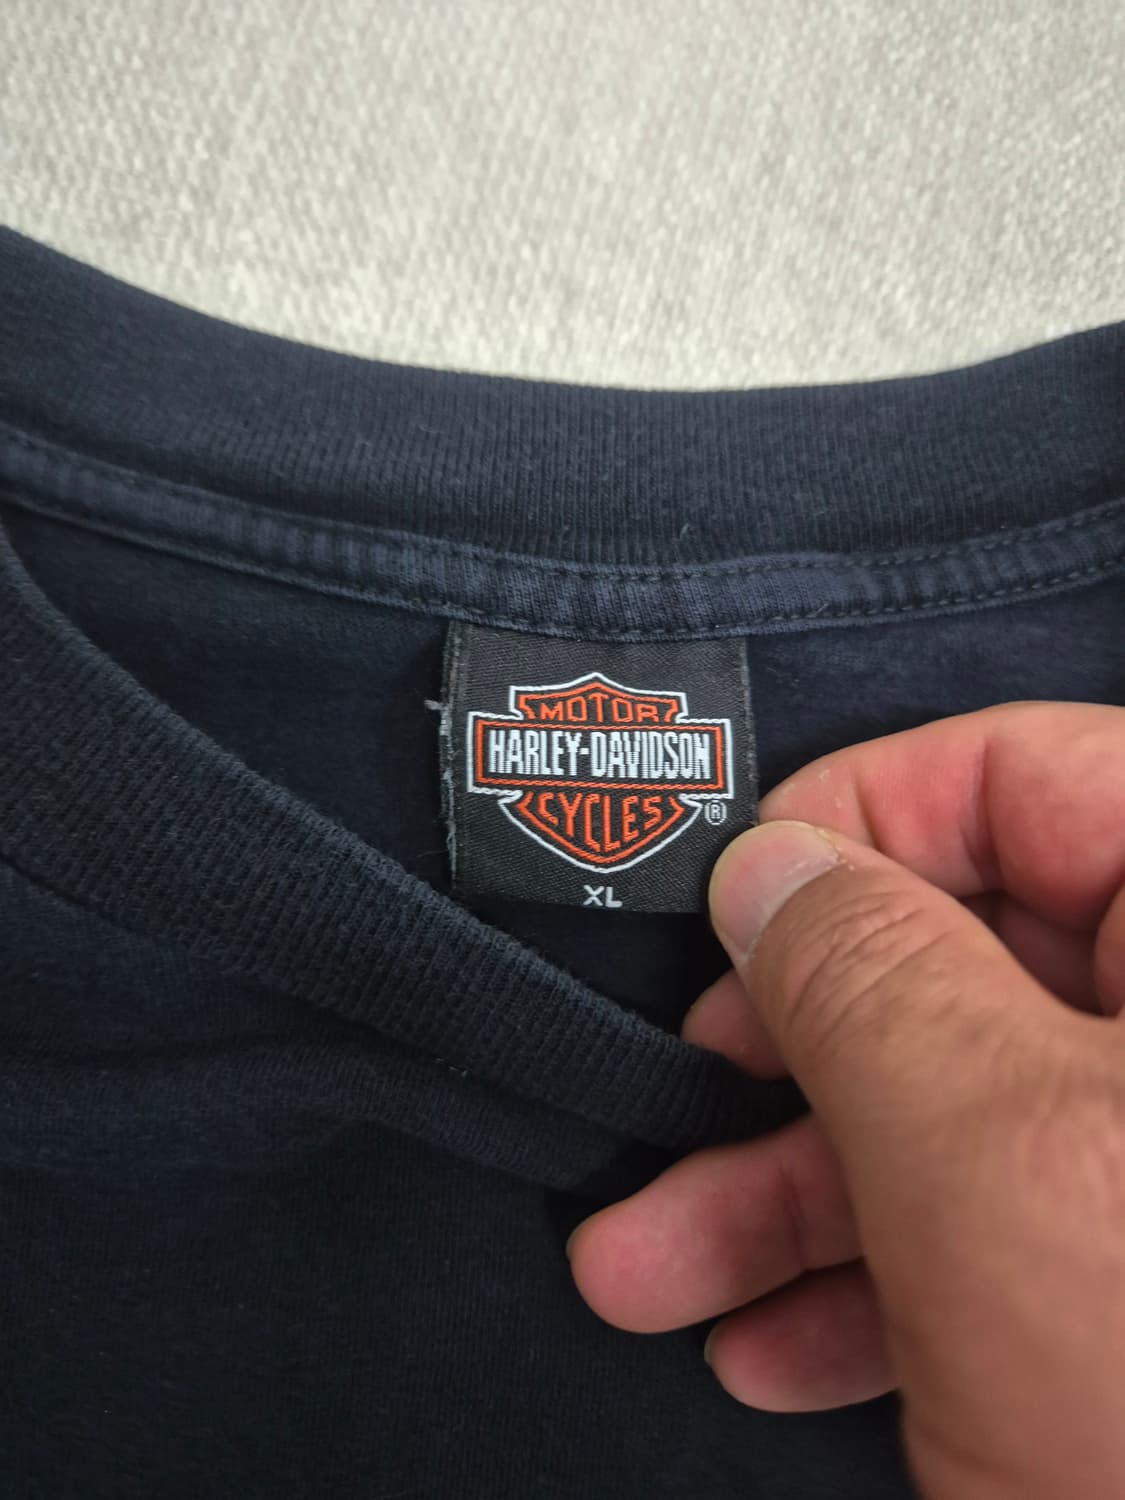 MOTOR
HARLEY-DAVIDSON
CYCLES
®
XL